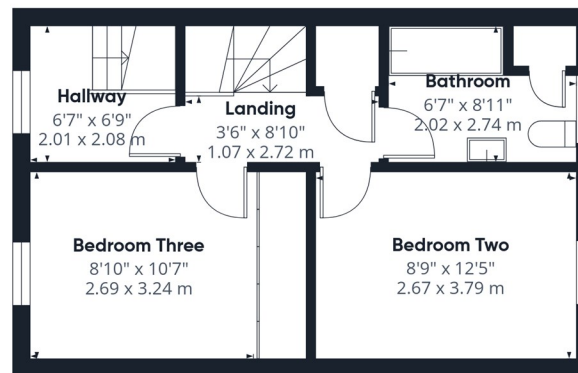 Hallway
6'7" x 6'9"
2.01 x 2.08 m
Landing
3'6" x 8'10"
1.07 x 2.72 m
Bathroom
6'7" x 8'11"
2.02 x 2.74 m
Bedroom Three
8'10" x 10'7"
2.69 x 3.24 m
Bedroom Two
8'9" x 12'5"
2.67 x 3.79 m